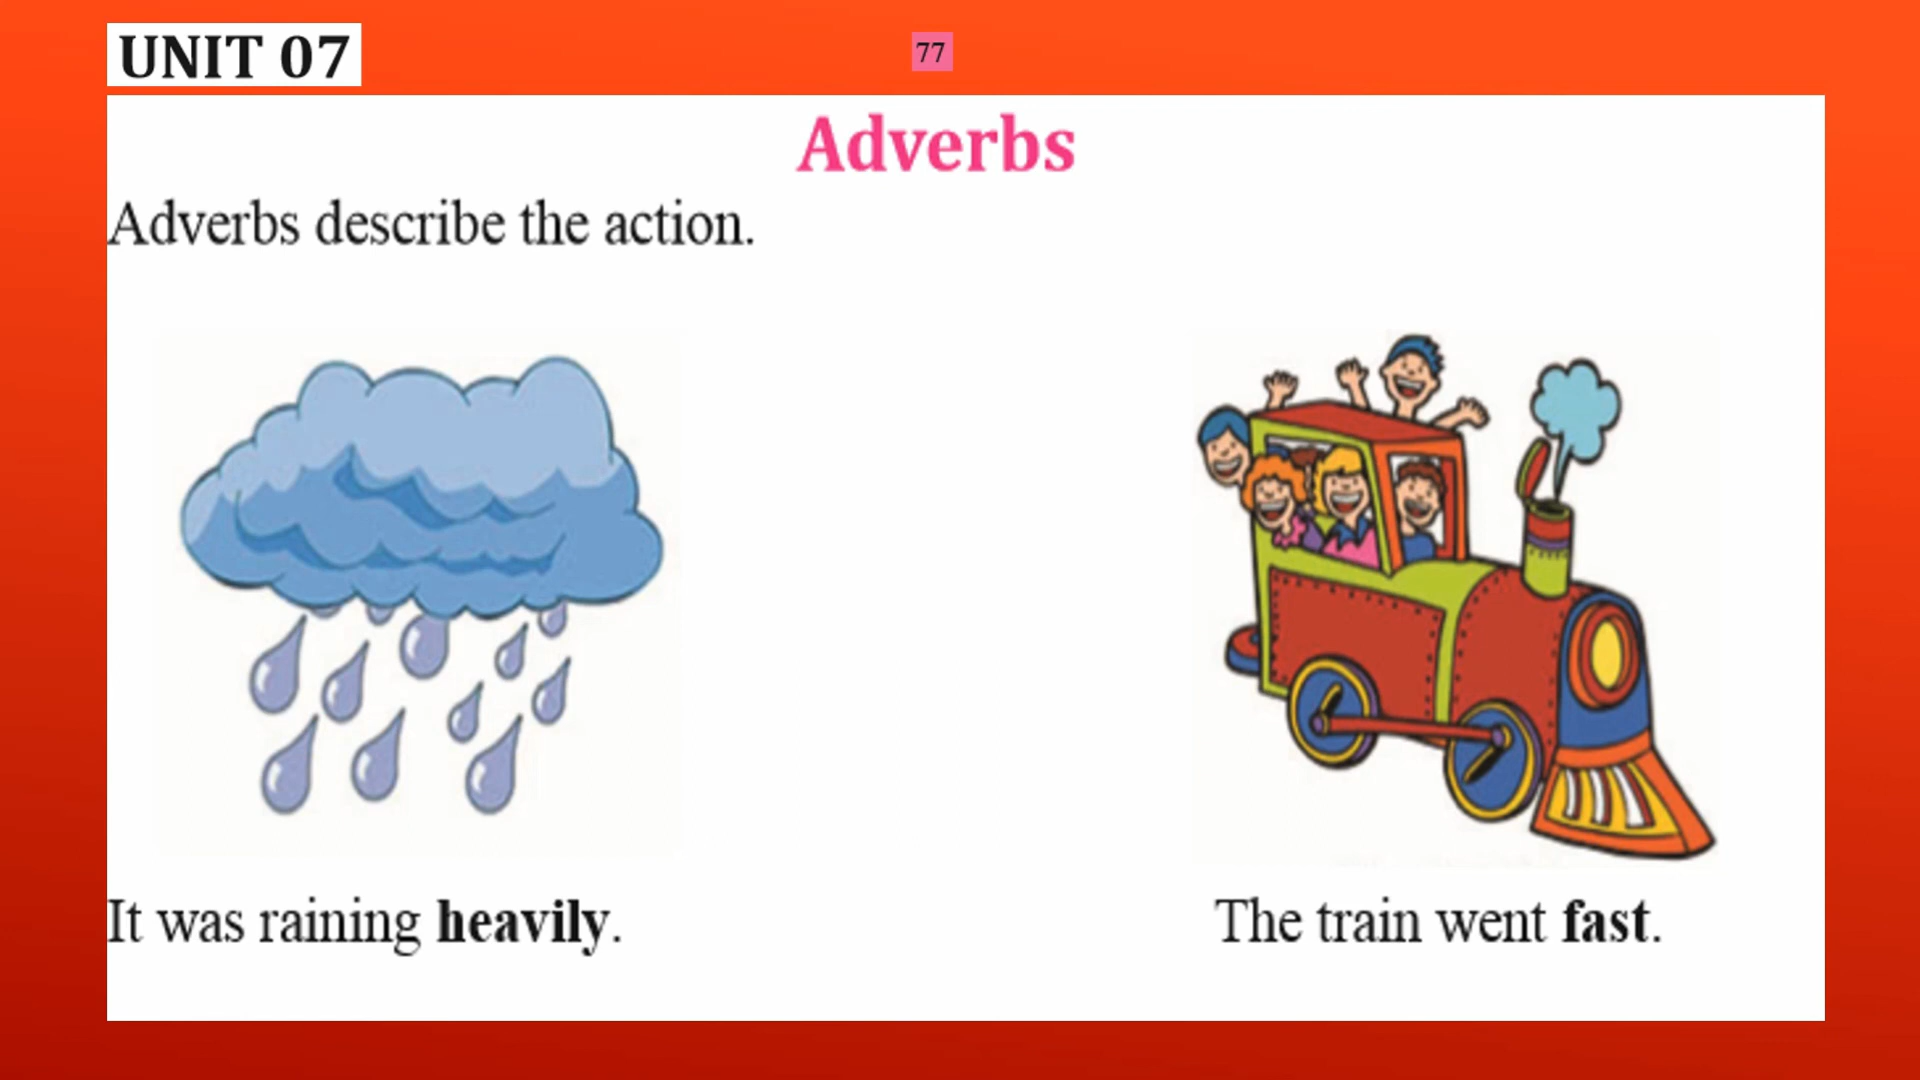 UNIT 07
77
Adverbs
Adverbs describe the action.
It was raining heavily.
The train went fast.